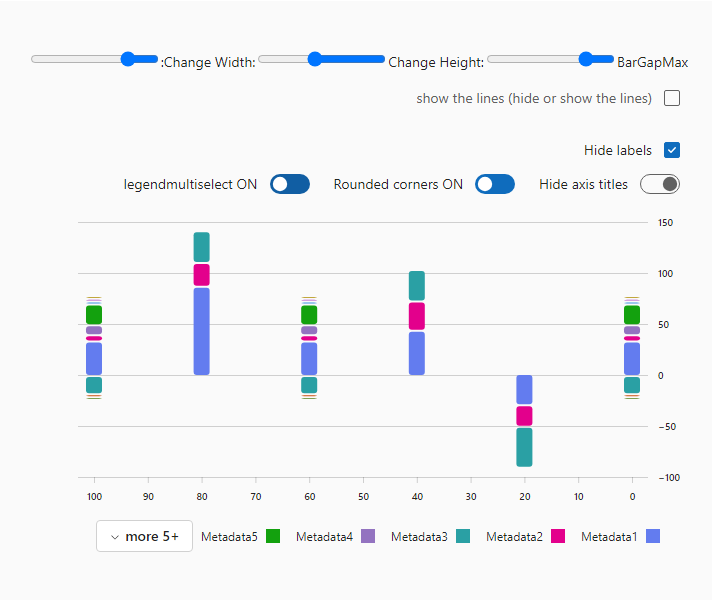 :Change Width: Change Height: BarGapMax
show the lines (hide or show the lines)
Hide labels
legendmultiselect ON Rounded corners ON Hide axis titles
150
100
50
0
−50
−100
100 90 80 70 60 50 40 30 20 10 0
more 5+ Metadata5 Metadata4 Metadata3 Metadata2 Metadata1